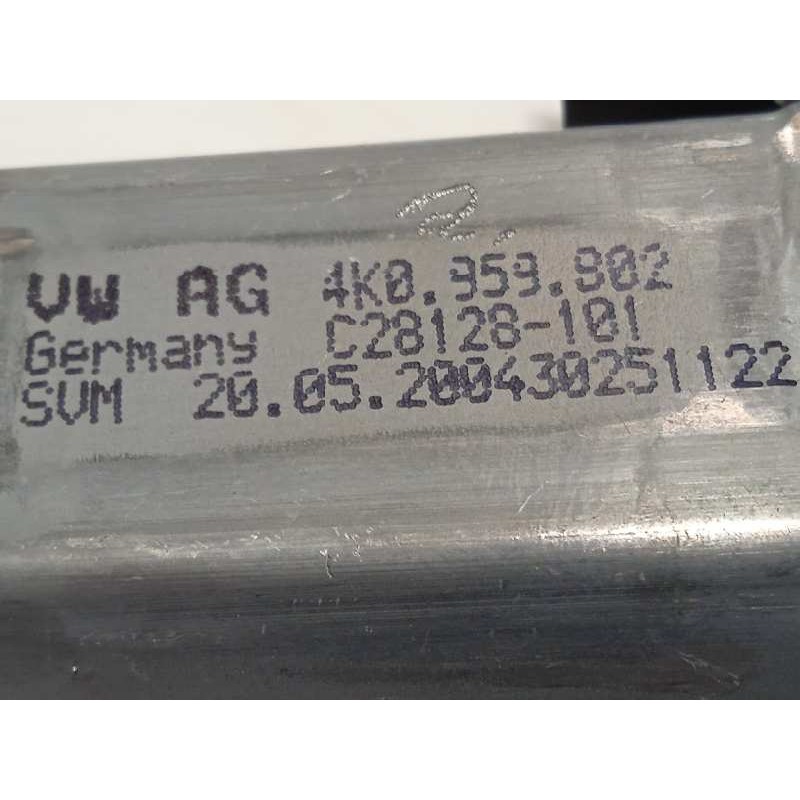 VW AG 4K0.959.802
Germany C28128-101
SVM 20.05.200430251122